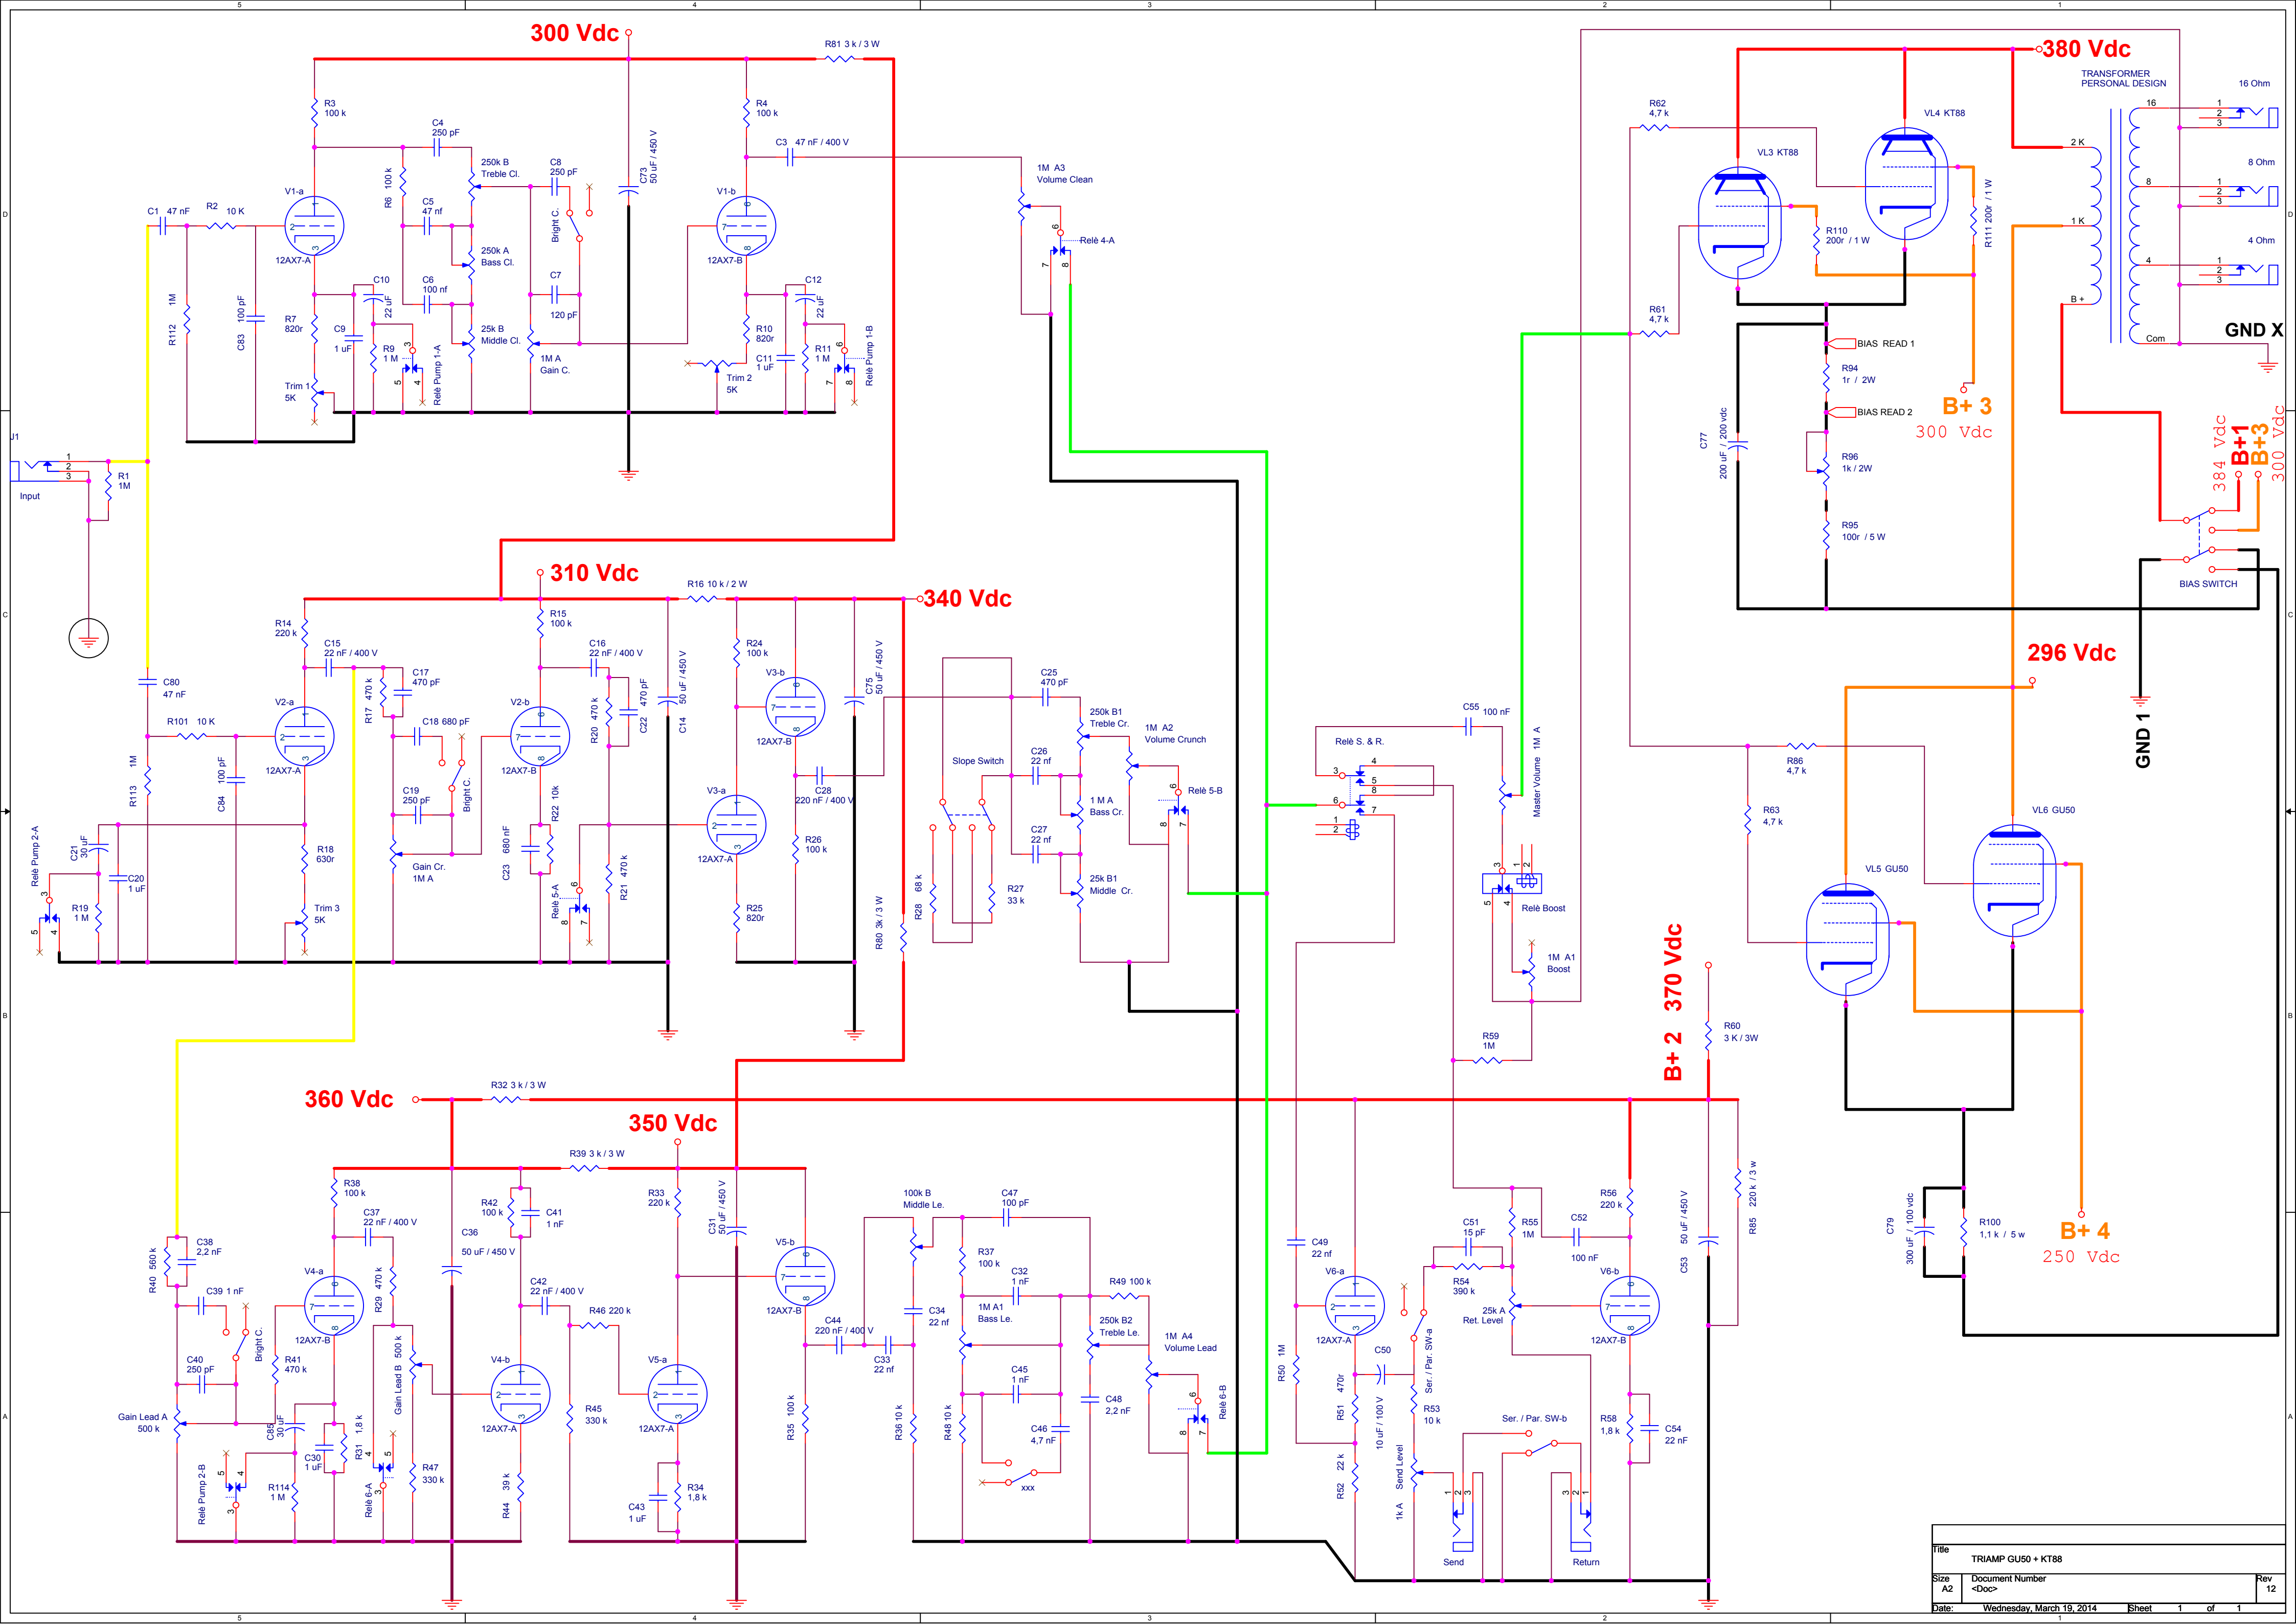 5
4
3
2
1
300 Vdc
R81 3 k / 3 W
R3
100 k
R4
100 k
C4
250 pF
C73
50 uF / 450 V
C3 47 nF / 400 V
250k B
Treble Cl.
C8
250 pF
R6 100 k
V1-a
12AX7-A
V1-b
12AX7-B
C1 47 nF
R2 10 K
C5
47 nf
Bright C.
250k A
Bass Cl.
C10
22 uF
C6
100 nf
C7
120 pF
C12
22 uF
R112 1M
C83 100 pF
R7
820r
C9
1 uF
R9
1 M
25k B
Middle Cl.
1M A
Gain C.
R10
820r
C11
1 uF
R11
1 M
Relè Pump 1-A
Relè Pump 1-B
Trim 1
5K
Trim 2
5K
1M A3
Volume Clean
Relè 4-A
J1
Input
R1
1M
380 Vdc
TRANSFORMER
PERSONAL DESIGN
16 Ohm
8 Ohm
4 Ohm
R62
4,7 k
VL4 KT88
VL3 KT88
R61
4,7 k
R110
200r / 1 W
R111 200r / 1 W
16
8
4
Com
2 K
1 K
B +
GND X
BIAS READ 1
R94
1r / 2W
BIAS READ 2
C77
200 uF / 200 vdc
R96
1k / 2W
R95
100r / 5 W
B+ 3
300 Vdc
384 Vdc
B+1
B+3
300 Vdc
BIAS SWITCH
GND 1
310 Vdc
R16 10 k / 2 W
340 Vdc
R14
220 k
R15
100 k
C15
22 nF / 400 V
C16
22 nF / 400 V
R24
100 k
C80
47 nF
R17 470 k
C17
470 pF
R20 470 k
C22 470 pF
C14 50 uF / 450 V
V3-b
12AX7-B
C75
50 uF / 450 V
V2-a
12AX7-A
R101 10 K
C18 680 pF
V2-b
12AX7-B
R113 1M
C84 100 pF
C19
250 pF
Bright C.
Gain Cr.
1M A
R22 10k
C23 680 nF
V3-a
12AX7-A
C28
220 nF / 400 V
R26
100 k
Relè Pump 2-A
C21
30 uF
C20
1 uF
R19
1 M
R18
630r
Trim 3
5K
Relè 5-A
R21 470 k
R25
820r
R80 3k / 3 W
Slope Switch
R28 68 k
R27
33 k
C25
470 pF
250k B1
Treble Cr.
C26
22 nf
1M A2
Volume Crunch
1 M A
Bass Cr.
Relè 5-B
C27
22 nf
25k B1
Middle Cr.
Relè S. & R.
C55 100 nF
Master Volume 1M A
Relè Boost
1M A1
Boost
R59
1M
296 Vdc
R86
4,7 k
R63
4,7 k
VL6 GU50
VL5 GU50
B+ 2 370 Vdc
R60
3 K / 3W
360 Vdc
R32 3 k / 3 W
350 Vdc
R39 3 k / 3 W
R38
100 k
C37
22 nF / 400 V
C36
50 uF / 450 V
R42
100 k
C41
1 nF
R33
220 k
C31
50 uF / 450 V
V5-b
12AX7-B
R40 560 k
C38
2,2 nF
V4-a
12AX7-B
C39 1 nF
R29 470 k
C42
22 nF / 400 V
R46 220 k
C40
250 pF
Bright C.
R41
470 k
Gain Lead B 500 k
V4-b
12AX7-A
V5-a
12AX7-A
Gain Lead A
500 k
C85
30 uF
C30
1 uF
R31 1,8 k
Relè Pump 2-B
R114
1 M
Relè 6-A
R47
330 k
R44 39 k
R45
330 k
C43
1 uF
R34
1,8 k
R35 100 k
C44
220 nF / 400 V
C33
22 nf
C34
22 nf
R36 10 k
100k B
Middle Le.
C47
100 pF
R37
100 k
C32
1 nF
1M A1
Bass Le.
R49 100 k
250k B2
Treble Le.
1M A4
Volume Lead
C45
1 nF
R48 10 k
C46
4,7 nF
C48
2,2 nF
xxx
Relè 6-B
C49
22 nf
V6-a
12AX7-A
R50 1M
R51 470r
R52 22 k
C50
10 uF / 100 V
C51
15 pF
R54
390 k
R55
1M
C52
100 nF
R56
220 k
25k A
Ret. Level
V6-b
12AX7-B
Ser. / Par. SW-a
R53
10 k
1k A Send Level
Ser. / Par. SW-b
Send
Return
R58
1,8 k
C54
22 nF
C53 50 uF / 450 V
R85 220 k / 3 w
C79
300 uF / 100 vdc
R100
1,1 k / 5 w
B+ 4
250 Vdc
Title
TRIAMP GU50 + KT88
Size
A2
Document Number
<Doc>
Rev
12
Date: Wednesday, March 19, 2014 Sheet 1 of 1
5
4
3
2
1